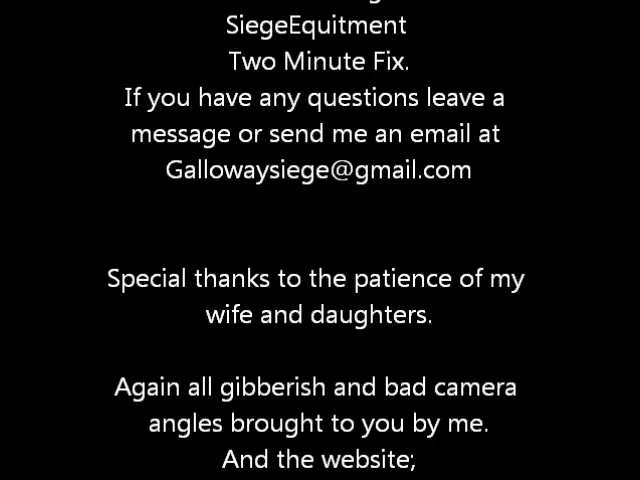 SiegeEquitment
Two Minute Fix.
If you have any questions leave a
message or send me an email at
Gallowaysiege@gmail.com
Special thanks to the patience of my
wife and daughters.
Again all gibberish and bad camera
angles brought to you by me.
And the website;